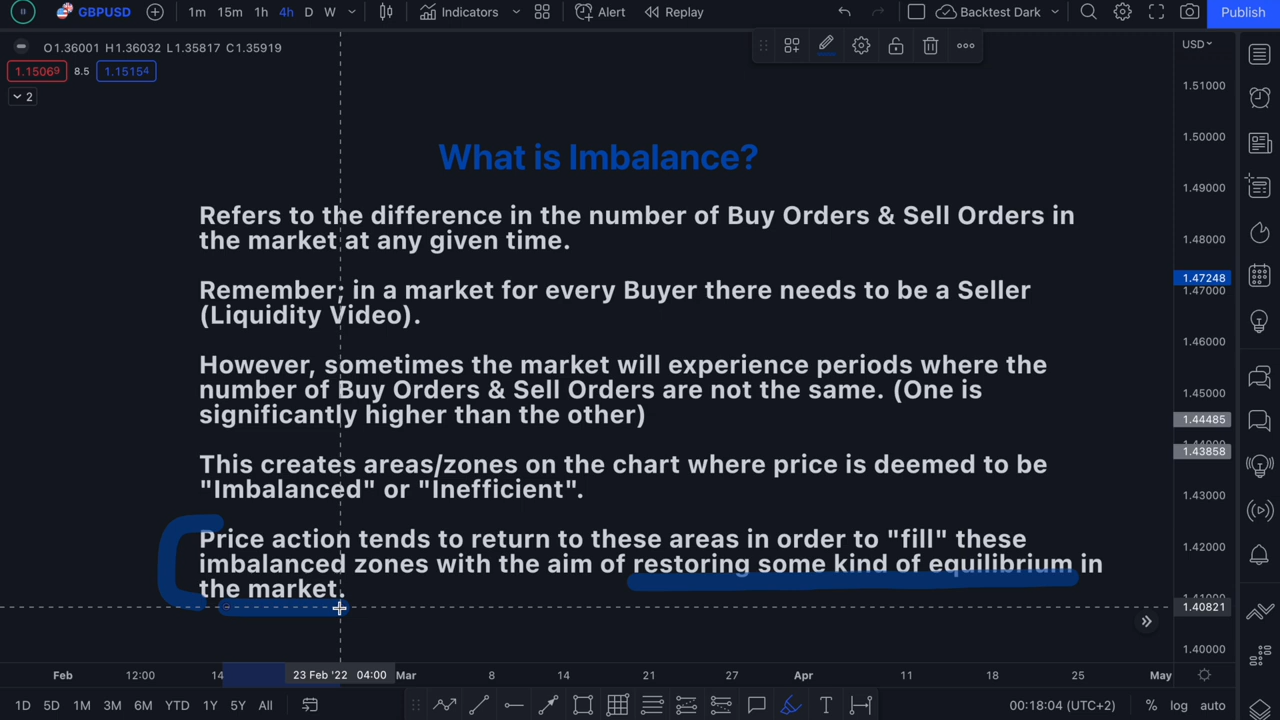 GBPUSD 1m 15m 1h 4h D W Indicators Alert Replay Backtest Dark Publish
O1.36001 H1.36032 L1.35817 C1.35919 USD
1.15069 8.5 1.15154
2
1.51000
1.50000
What is Imbalance?
1.49000
Refers to the difference in the number of Buy Orders & Sell Orders in
the market at any given time.
1.48000
1.47248
Remember; in a market for every Buyer there needs to be a Seller
1.47000
(Liquidity Video).
1.46000
However, sometimes the market will experience periods where the
number of Buy Orders & Sell Orders are not the same. (One is
1.45000
significantly higher than the other)
1.44485
1.43858
This creates areas/zones on the chart where price is deemed to be
"Imbalanced" or "Inefficient".
1.43000
Price action tends to return to these areas in order to "fill" these
1.42000
imbalanced zones with the aim of restoring some kind of equilibrium in
the market.
1.40821
1.40000
Feb 12:00 14 23 Feb '22 04:00 Mar 8 14 21 27 Apr 11 18 25 May
1D 5D 1M 3M 6M YTD 1Y 5Y All 00:18:04 (UTC+2) % log auto